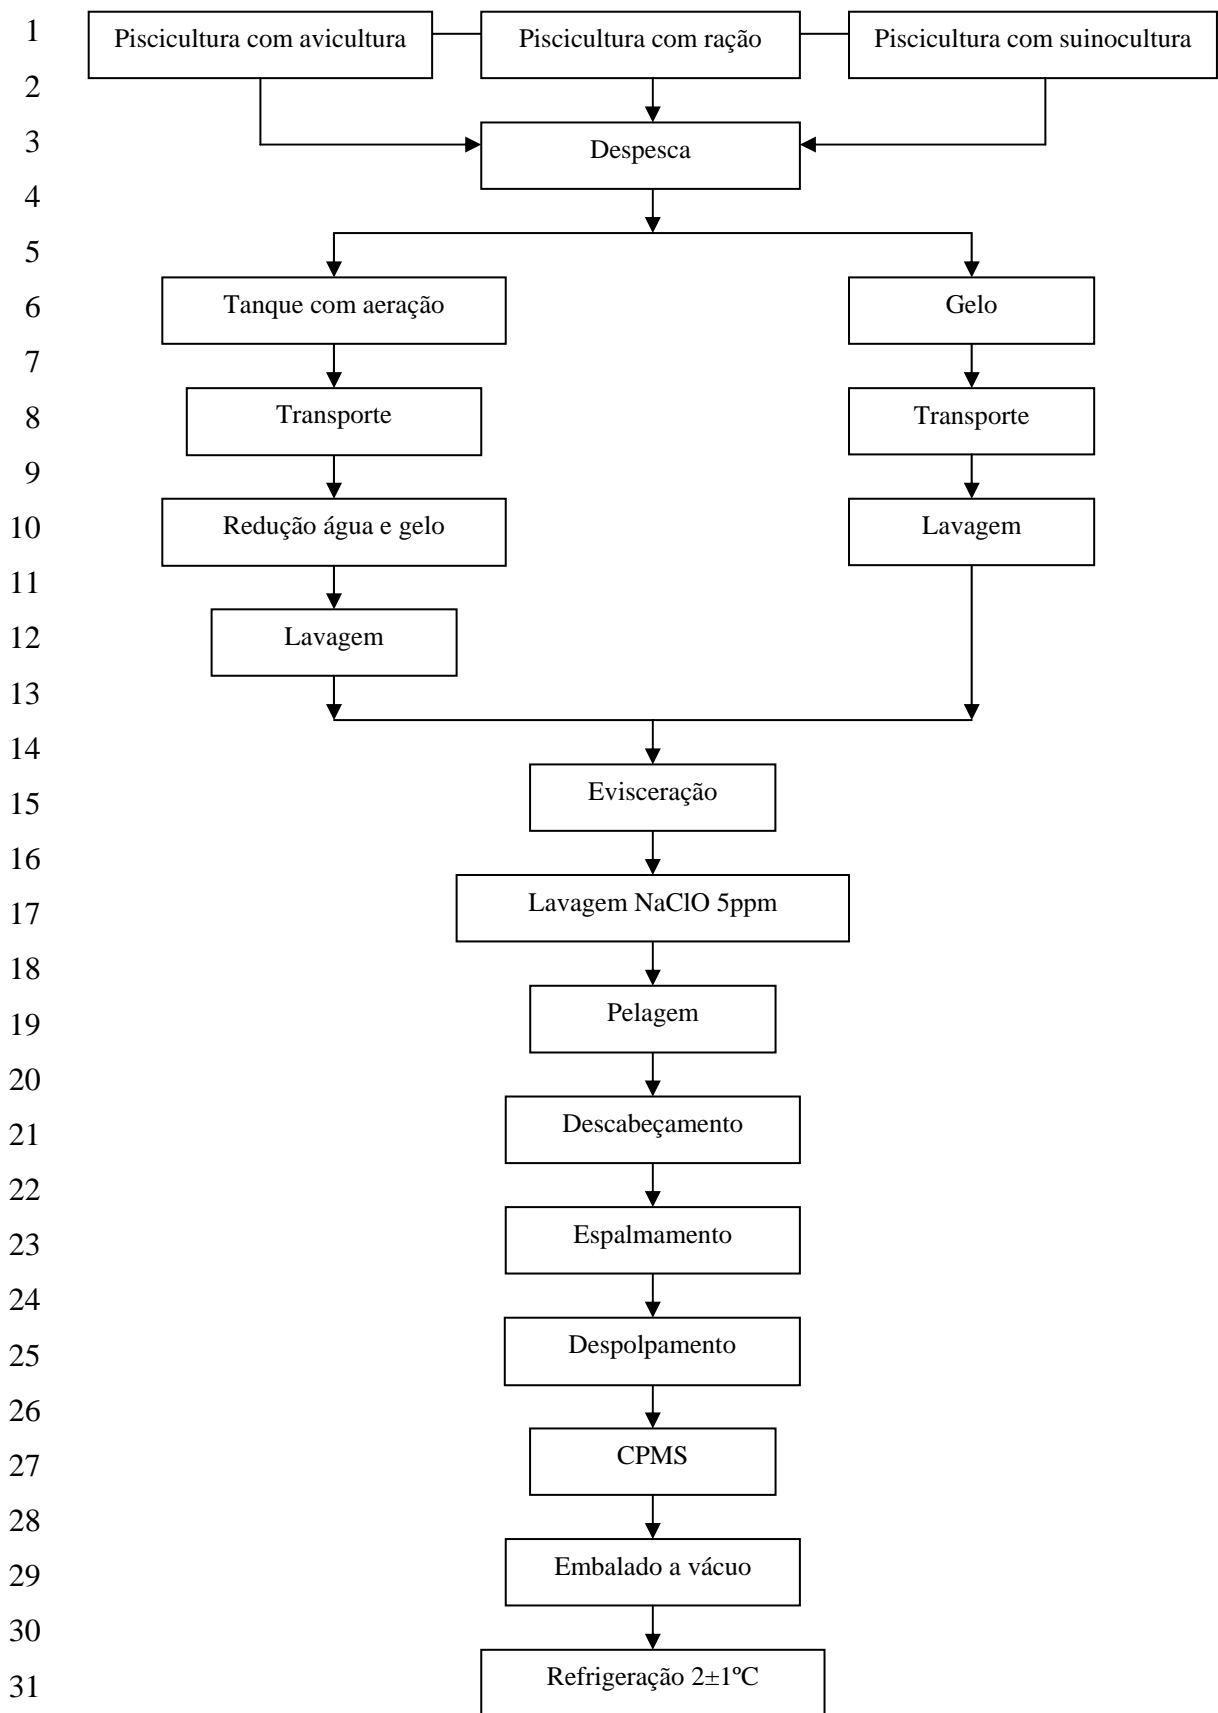 1
Piscicultura com avicultura
Piscicultura com ração
Piscicultura com suinocultura
2
3
Despesca
4
5
6
Tanque com aeração
Gelo
7
8
Transporte
Transporte
9
10
Redução água e gelo
Lavagem
11
12
Lavagem
13
14
15
Evisceração
16
17
Lavagem NaClO 5ppm
18
19
Pelagem
20
21
Descabeçamento
22
23
Espalmamento
24
25
Despolpamento
26
27
CPMS
28
29
Embalado a vácuo
30
31
Refrigeração 2±1ºC